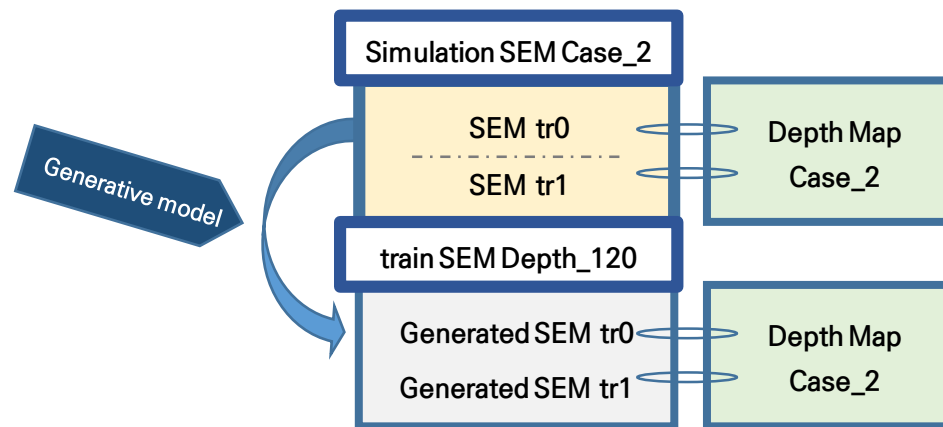 Simulation SEM Case_2
SEM tr0
SEM tr1
Depth Map
Case_2
Generative model
train SEM Depth_120
Generated SEM tr0
Generated SEM tr1
Depth Map
Case_2